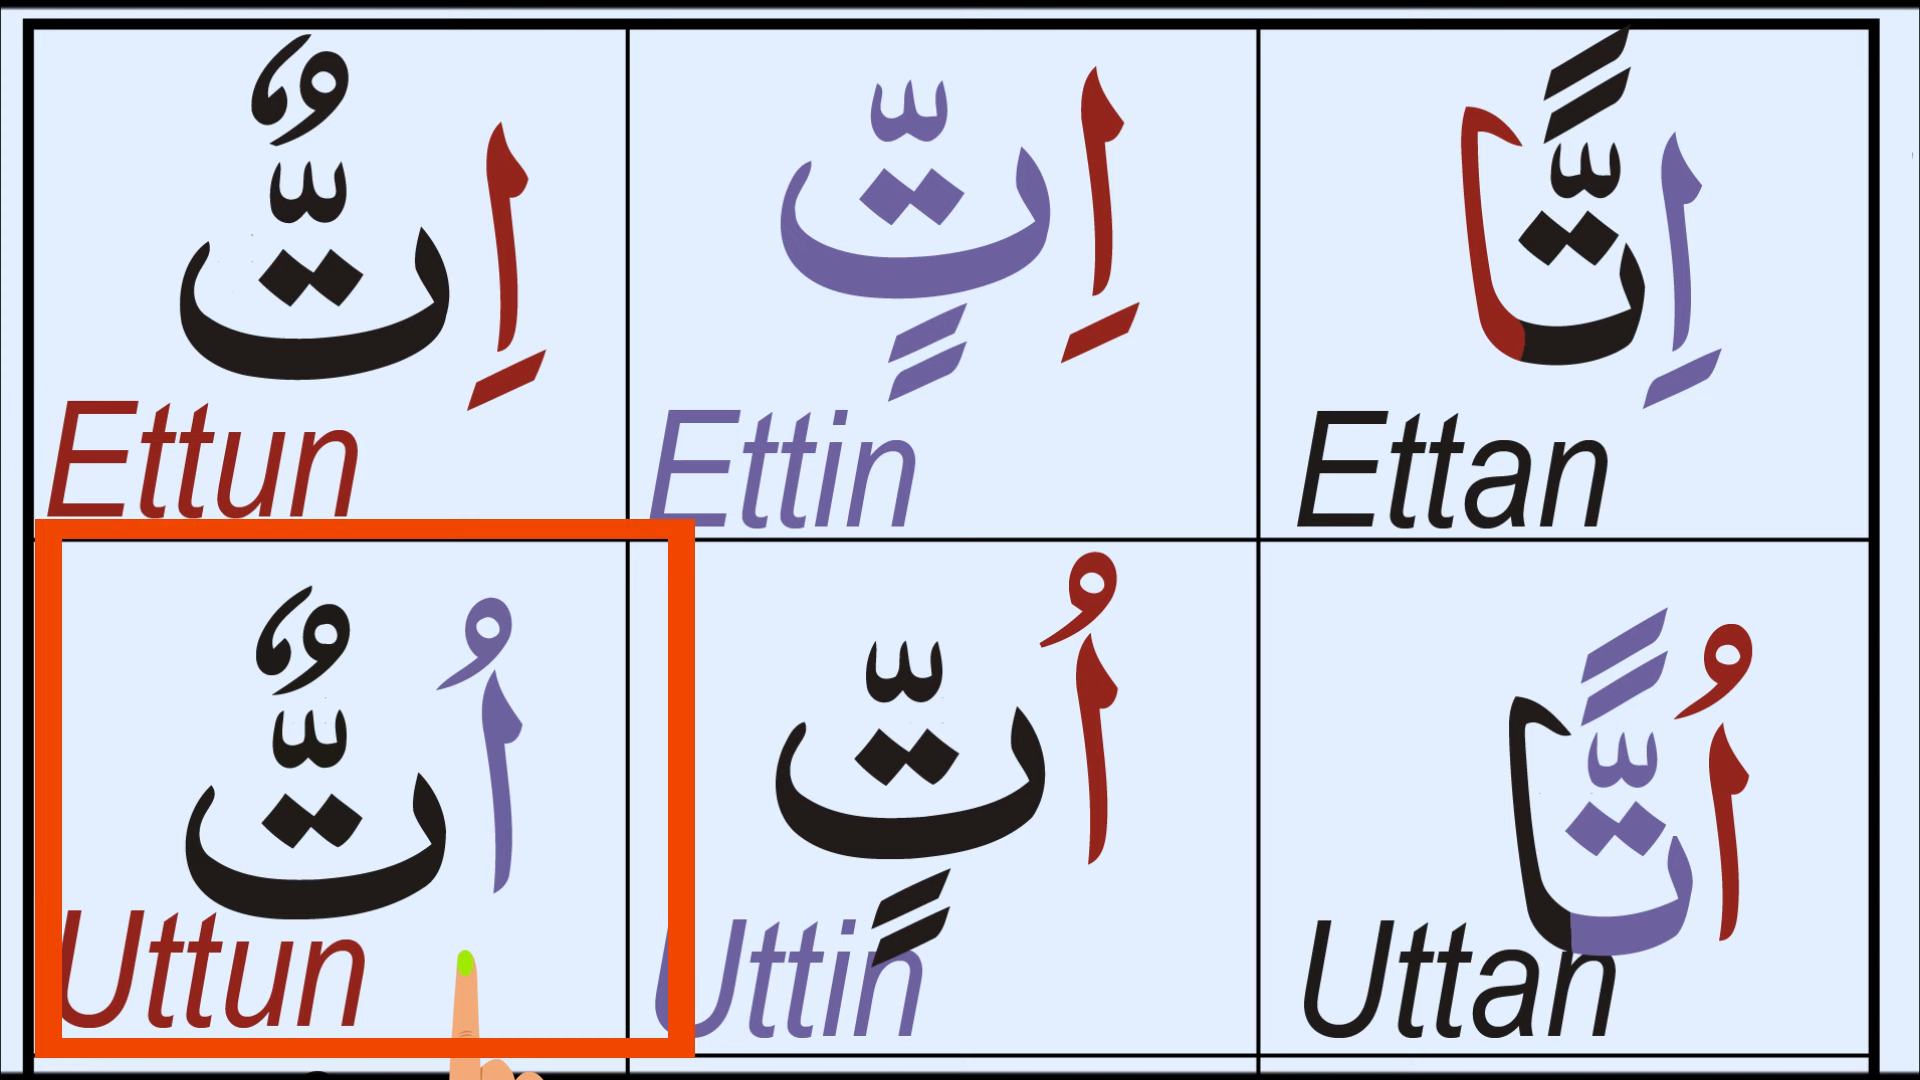 اِتًّا اِتٍّ اِتٌّ
Ettun Ettin Ettan
اُتًّا اُتٍّ اُتٌّ
Uttun Uttin Uttan